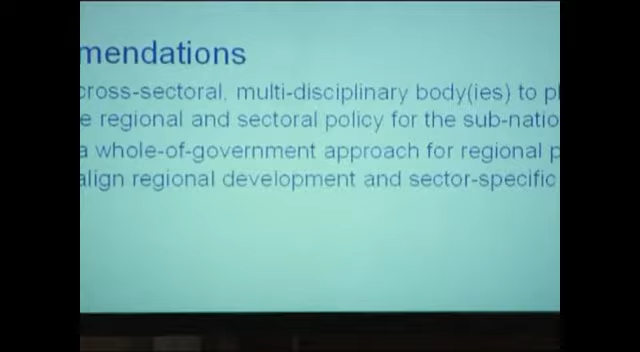 mendations
cross-sectoral, multi-disciplinary body(ies) to pl
e regional and sectoral policy for the sub-natio
a whole-of-government approach for regional p
align regional development and sector-specific